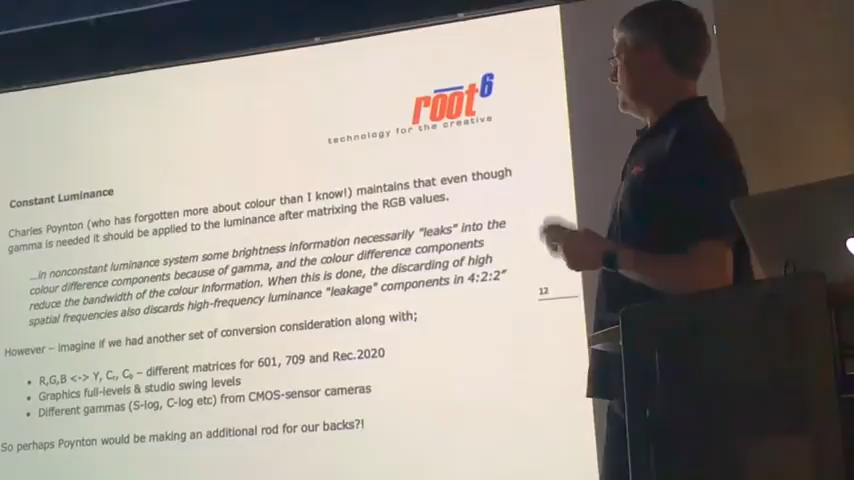 root6
technology for the creative
Constant Luminance
Charles Poynton (who has forgotten more about colour than I know!) maintains that even though
gamma is needed it should be applied to the luminance after matrixing the RGB values.
...in nonconstant luminance system some brightness information necessarily "leaks" into the
colour difference components because of gamma, and the colour difference components
reduce the bandwidth of the colour information. When this is done, the discarding of high
spatial frequencies also discards high-frequency luminance "leakage" components in 4:2:2"
12
However – imagine if we had another set of conversion consideration along with;
• R,G,B <-> Y, Cr, Cb – different matrices for 601, 709 and Rec.2020
• Graphics full-levels & studio swing levels
• Different gammas (S-log, C-log etc) from CMOS-sensor cameras
So perhaps Poynton would be making an additional rod for our backs?!